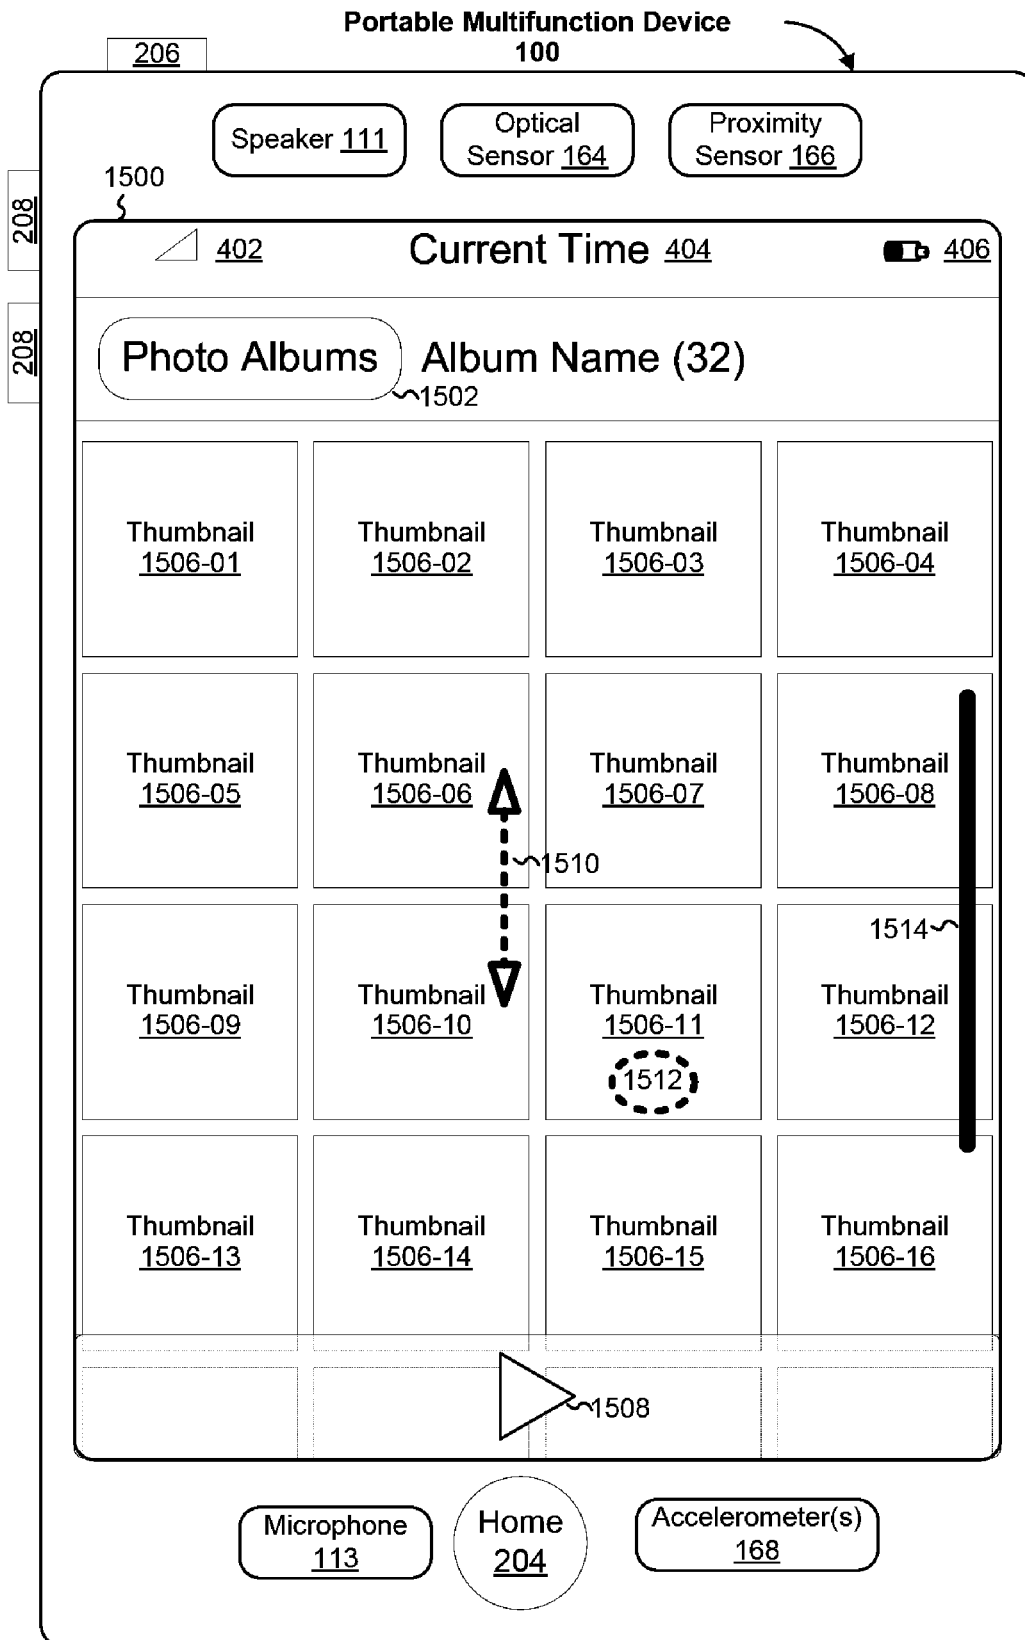 Portable Multifunction Device
100
206
Speaker 111
Optical
Sensor 164
Proximity
Sensor 166
1500
208
208
402
Current Time 404
406
Photo Albums
Album Name (32)
1502
Thumbnail
1506-01
Thumbnail
1506-02
Thumbnail
1506-03
Thumbnail
1506-04
Thumbnail
1506-05
Thumbnail
1506-06
Thumbnail
1506-07
Thumbnail
1506-08
1510
1514
Thumbnail
1506-09
Thumbnail
1506-10
Thumbnail
1506-11
1512
Thumbnail
1506-12
Thumbnail
1506-13
Thumbnail
1506-14
Thumbnail
1506-15
Thumbnail
1506-16
1508
Microphone
113
Home
204
Accelerometer(s)
168